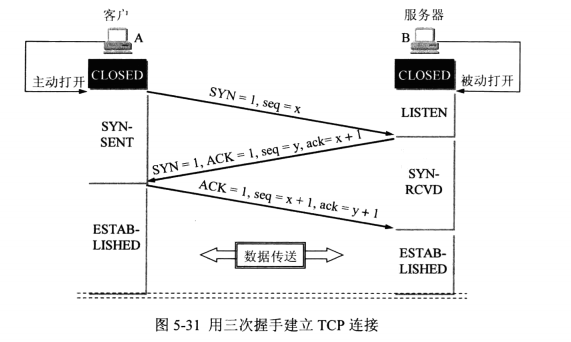 客户
服务器
A
B
主动打开
CLOSED
CLOSED
被动打开
SYN = 1, seq = x
LISTEN
SYN-
SENT
SYN = 1, ACK = 1, seq = y, ack= x + 1
SYN-
RCVD
ACK = 1, seq = x + 1, ack = y + 1
ESTAB-
LISHED
数据传送
ESTAB-
LISHED
图 5-31 用三次握手建立 TCP 连接